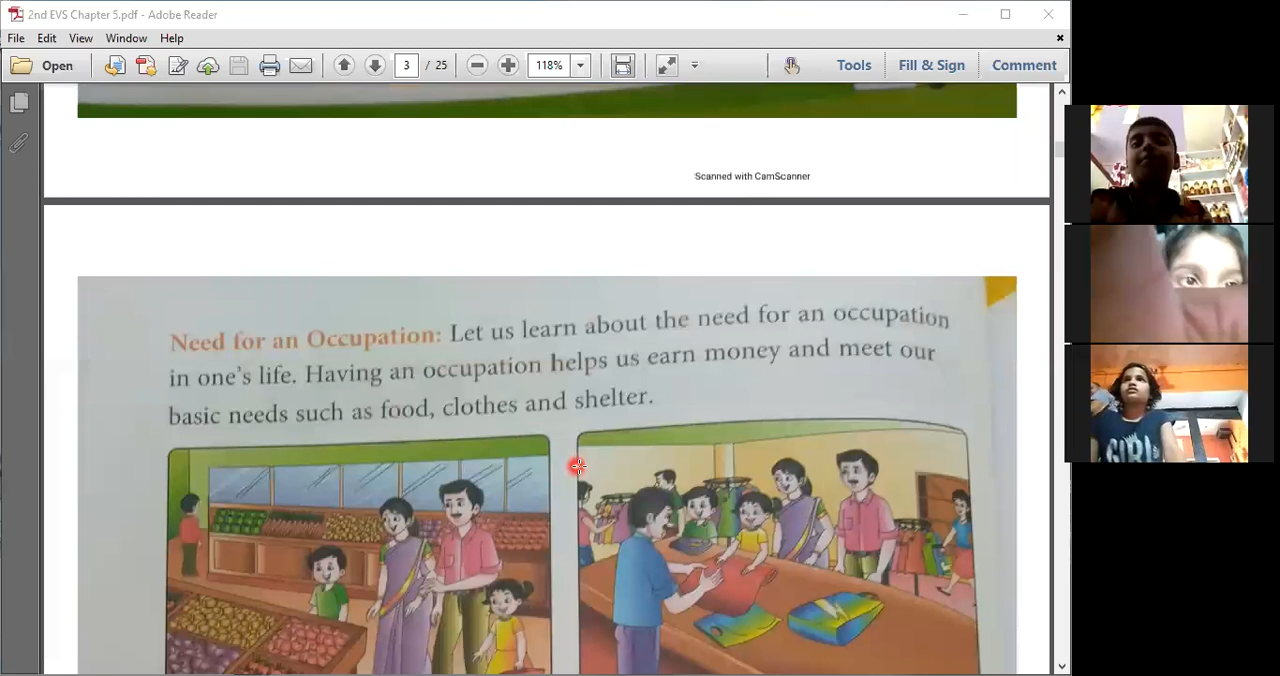 2nd EVS Chapter 5.pdf - Adobe Reader
File Edit View Window Help
Open 3 / 25 118% Tools Fill & Sign Comment
Scanned with CamScanner
Need for an Occupation: Let us learn about the need for an occupation
in one's life. Having an occupation helps us earn money and meet our
basic needs such as food, clothes and shelter.
GIRL